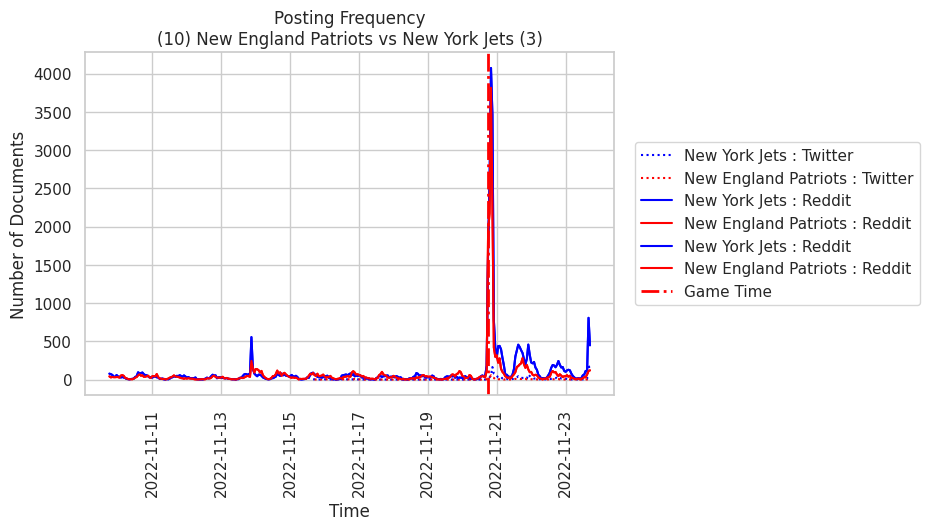 Posting Frequency
(10) New England Patriots vs New York Jets (3)
Number of Documents
4000
3500
3000
2500
2000
1500
1000
500
0
2022-11-11
2022-11-13
2022-11-15
2022-11-17
2022-11-19
2022-11-21
2022-11-23
Time
New York Jets : Twitter
New England Patriots : Twitter
New York Jets : Reddit
New England Patriots : Reddit
New York Jets : Reddit
New England Patriots : Reddit
Game Time